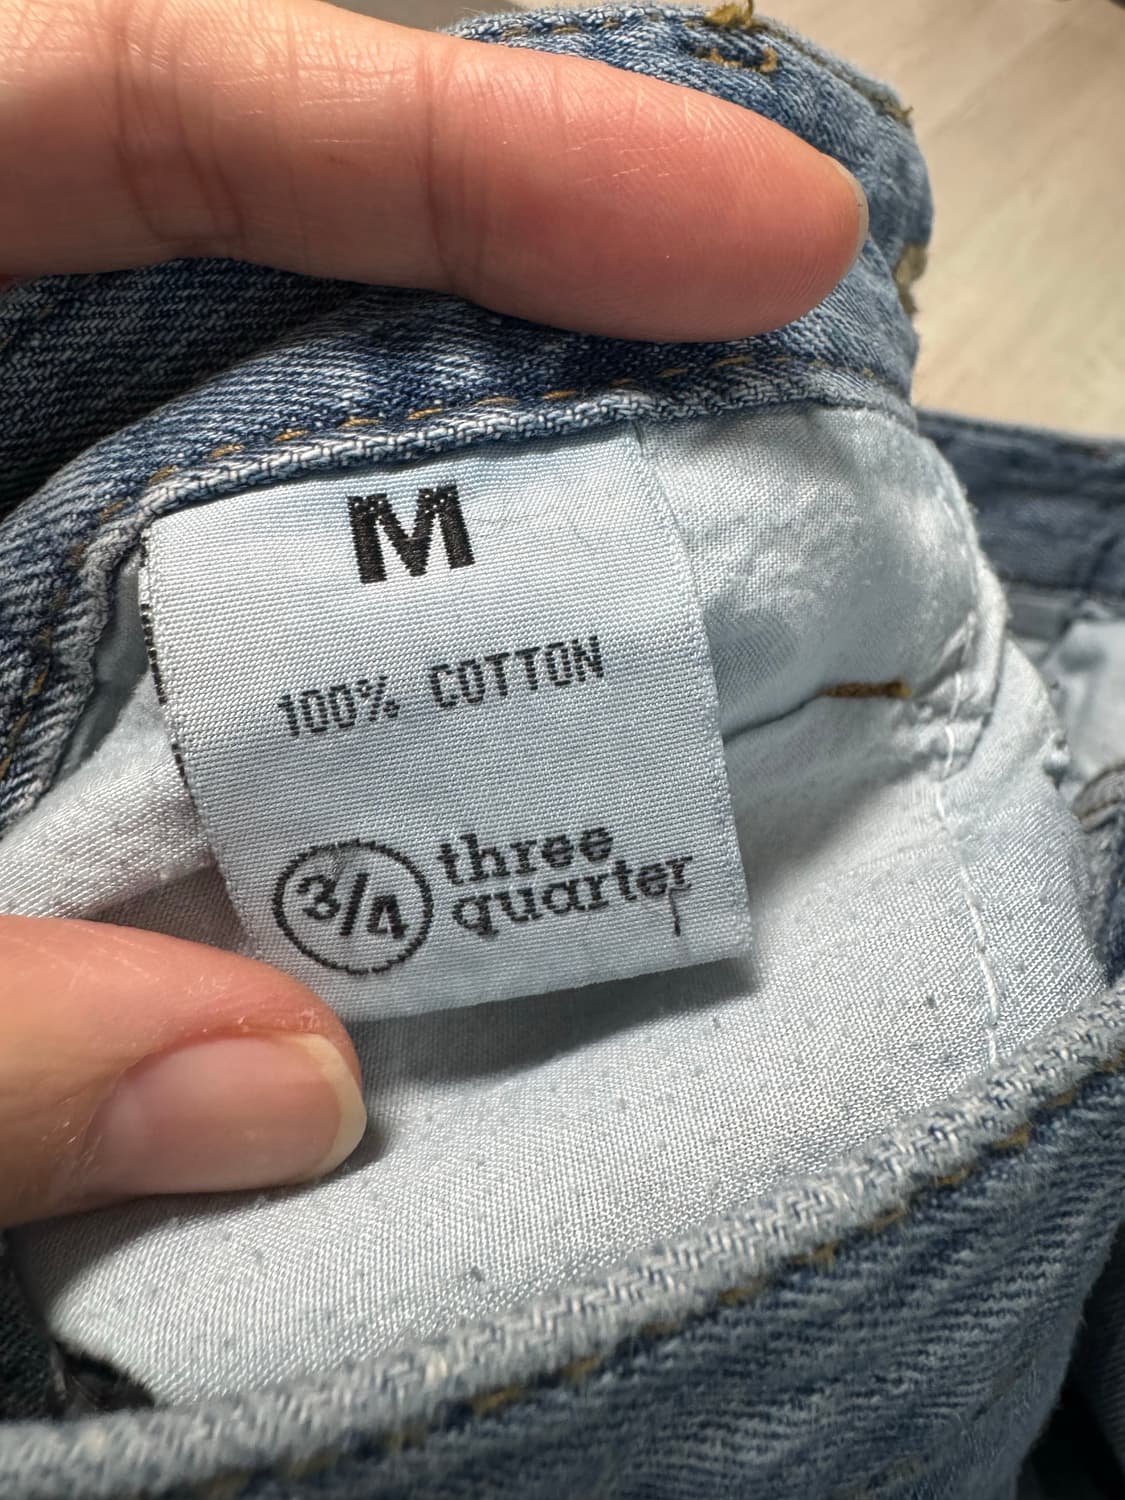 M
100% COTTON
3/4 three
quarter